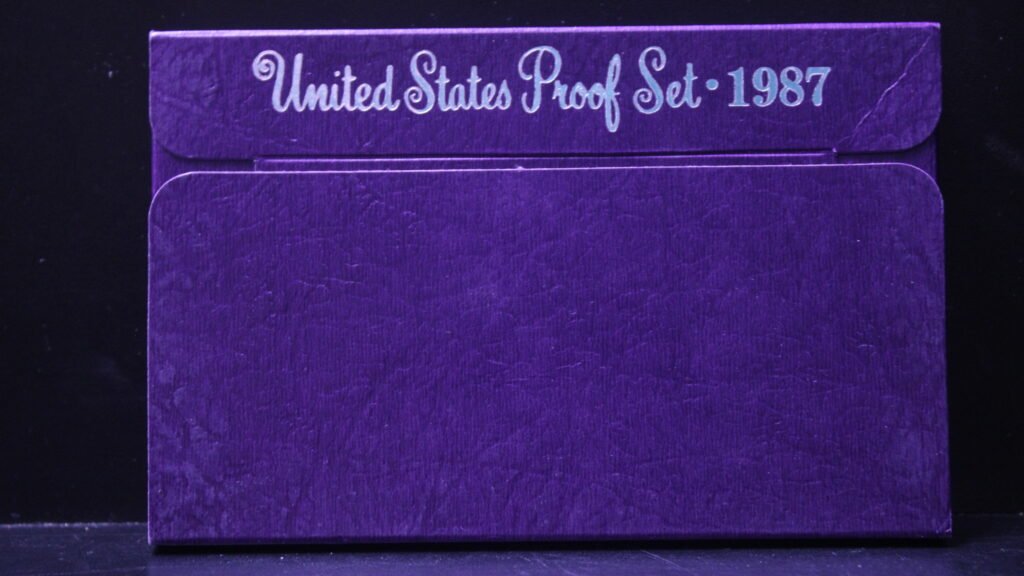 United States Proof Set · 1987